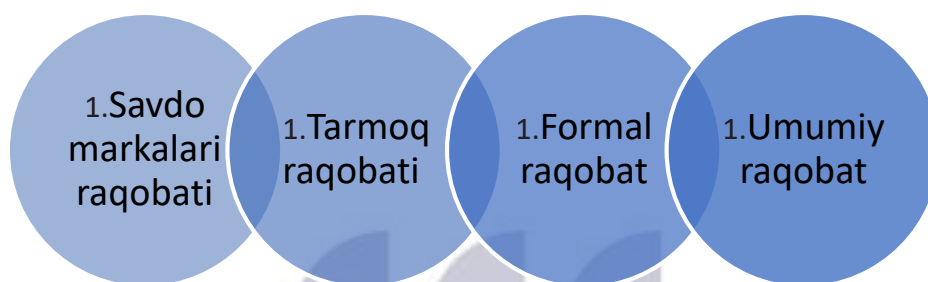 1.Savdo
markalari
raqobati
1.Tarmoq
raqobati
1.Formal
raqobat
1.Umumiy
raqobat